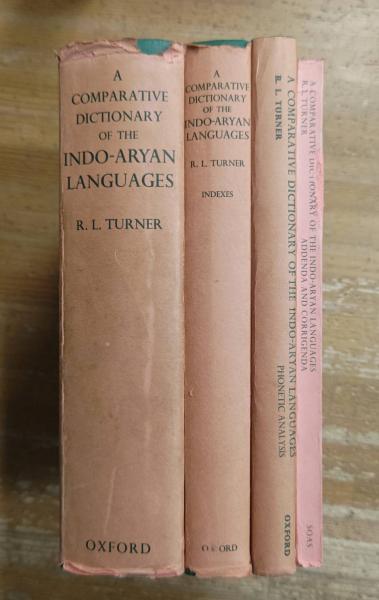 A
COMPARATIVE
DICTIONARY
OF THE
INDO-ARYAN
LANGUAGES
R. L. TURNER
OXFORD
A
COMPARATIVE
DICTIONARY
OF THE
INDO-ARYAN
LANGUAGES
R. L. TURNER
INDEXES
OXFORD
A COMPARATIVE DICTIONARY OF THE INDO-ARYAN LANGUAGES
R. L. TURNER
PHONETIC ANALYSIS
OXFORD
A COMPARATIVE DICTIONARY OF THE INDO-ARYAN LANGUAGES
R. L. TURNER
ADDENDA AND CORRIGENDA
SOAS